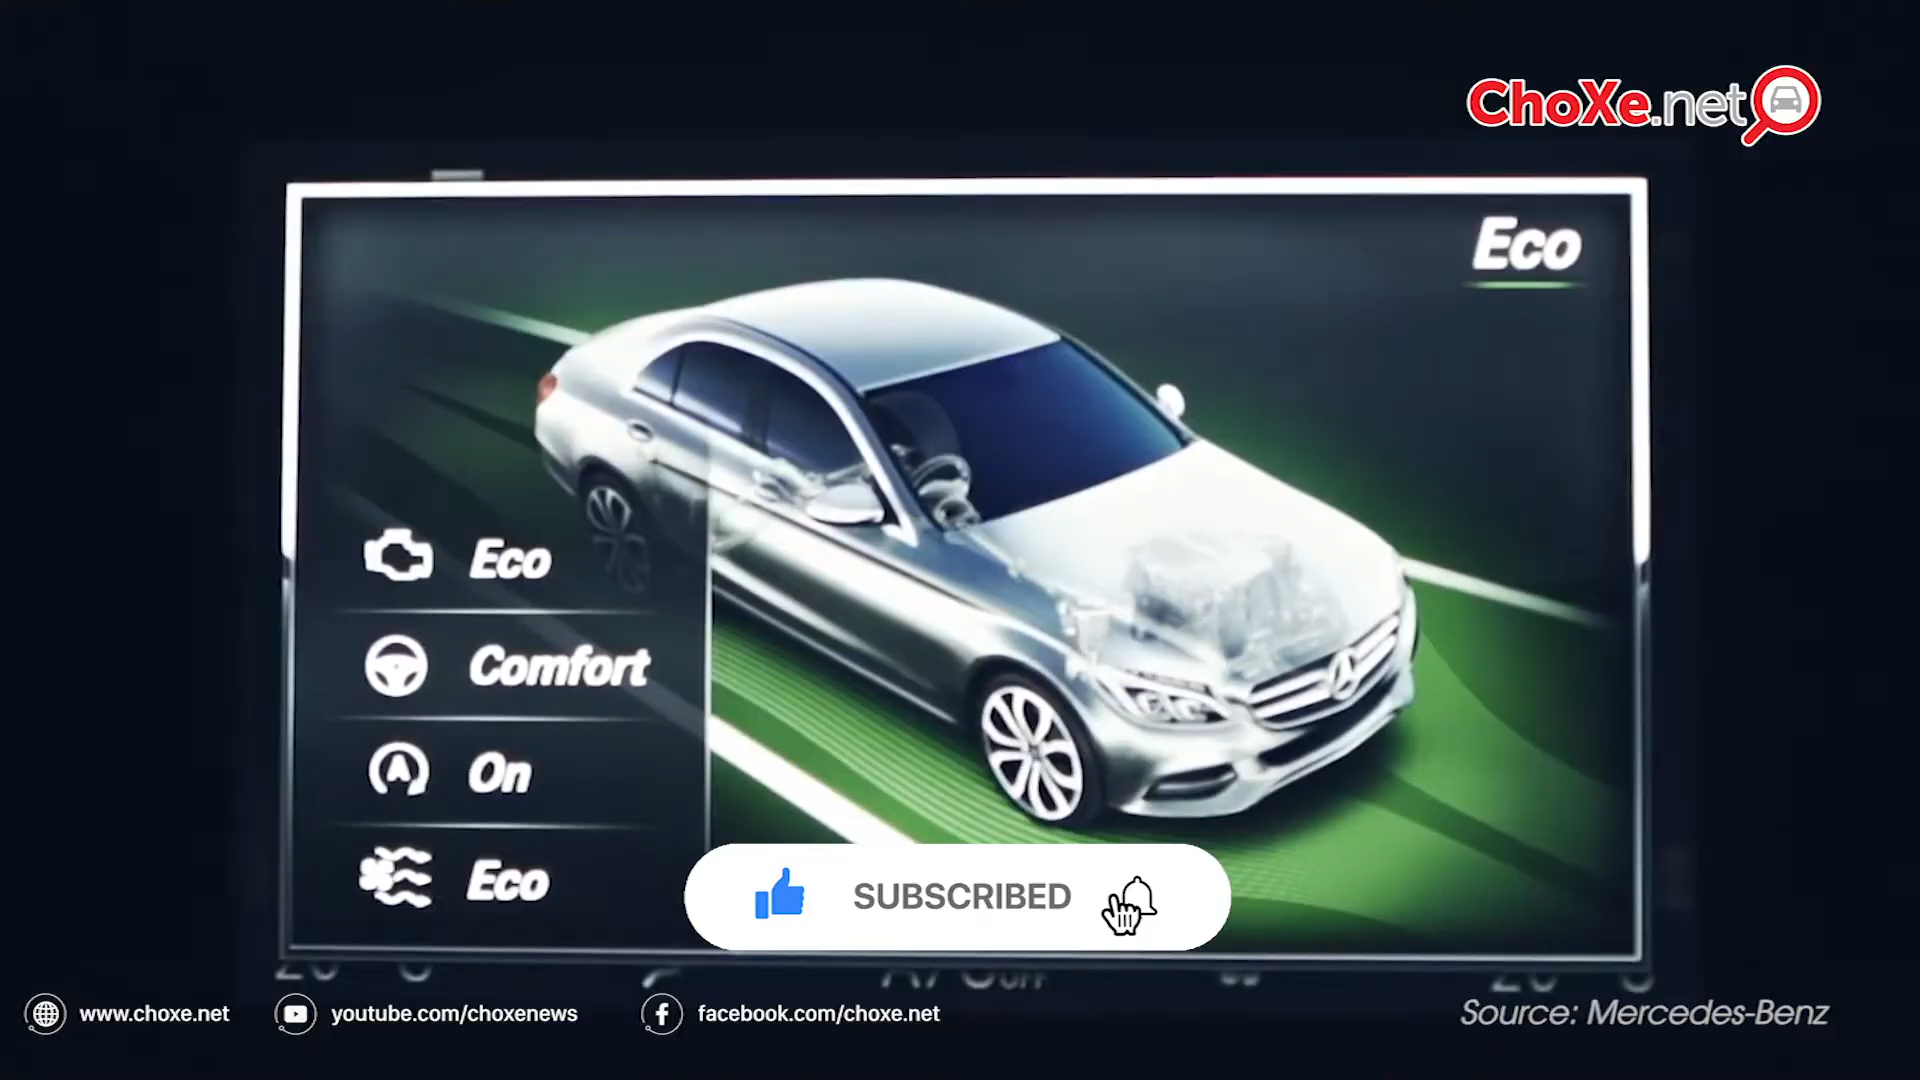 ChoXe.net
Eco
Eco
Comfort
A On
Eco
SUBSCRIBED
www.choxe.net
youtube.com/choxenews
facebook.com/choxe.net
Source: Mercedes-Benz